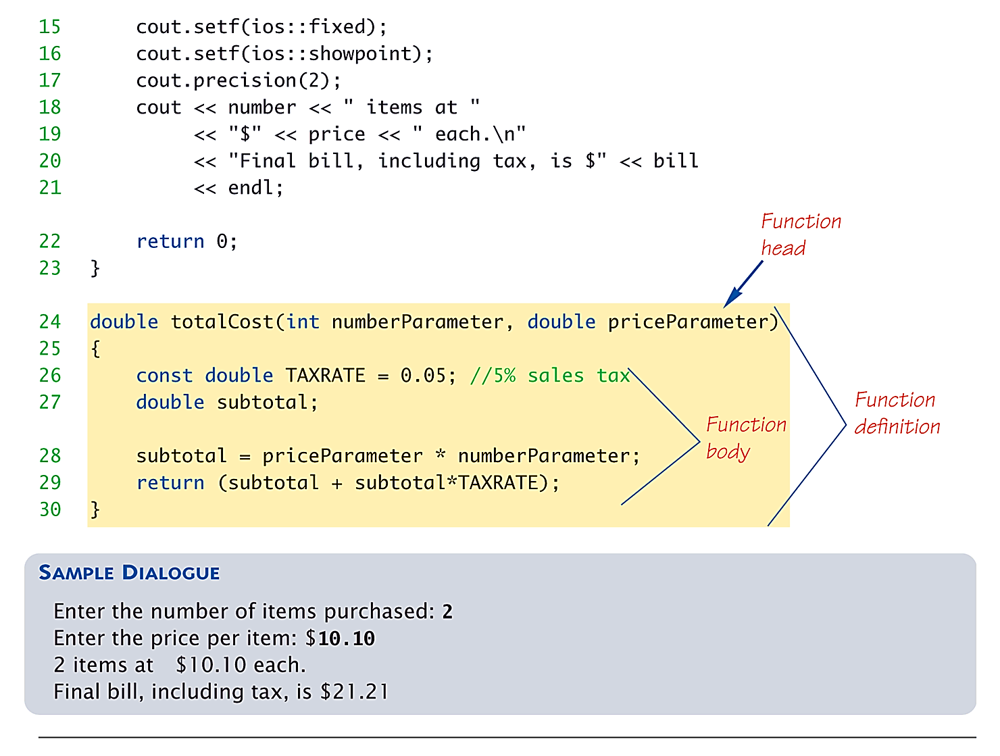 15 cout.setf(ios::fixed);
16 cout.setf(ios::showpoint);
17 cout.precision(2);
18 cout << number << " items at "
19 << "$" << price << " each.\n"
20 << "Final bill, including tax, is $" << bill
21 << endl;
Function
head
22 return 0;
23 }
24 double totalCost(int numberParameter, double priceParameter)
25 {
26 const double TAXRATE = 0.05; //5% sales tax
27 double subtotal;
Function
definition
Function
body
28 subtotal = priceParameter * numberParameter;
29 return (subtotal + subtotal*TAXRATE);
30 }
SAMPLE DIALOGUE
Enter the number of items purchased: 2
Enter the price per item: $10.10
2 items at $10.10 each.
Final bill, including tax, is $21.21